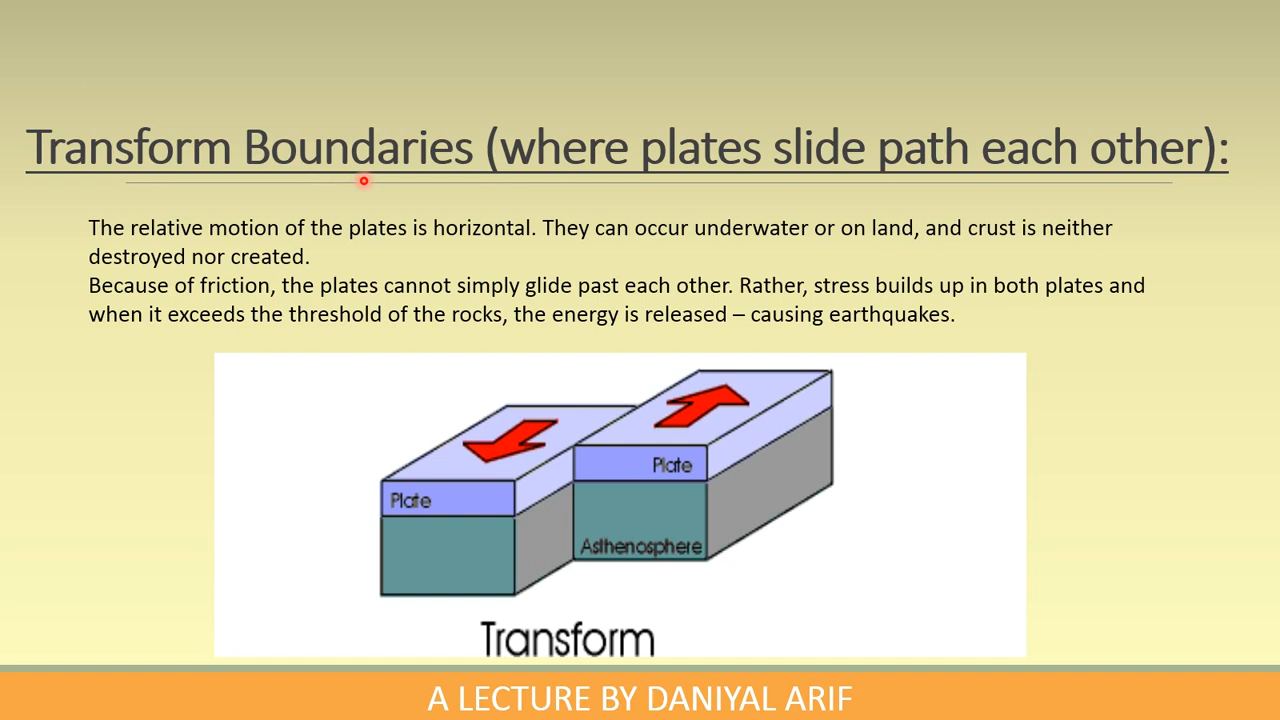 Transform Boundaries (where plates slide path each other):
The relative motion of the plates is horizontal. They can occur underwater or on land, and crust is neither
destroyed nor created.
Because of friction, the plates cannot simply glide past each other. Rather, stress builds up in both plates and
when it exceeds the threshold of the rocks, the energy is released – causing earthquakes.
Plate
Plate
Asthenosphere
Transform
A LECTURE BY DANIYAL ARIF